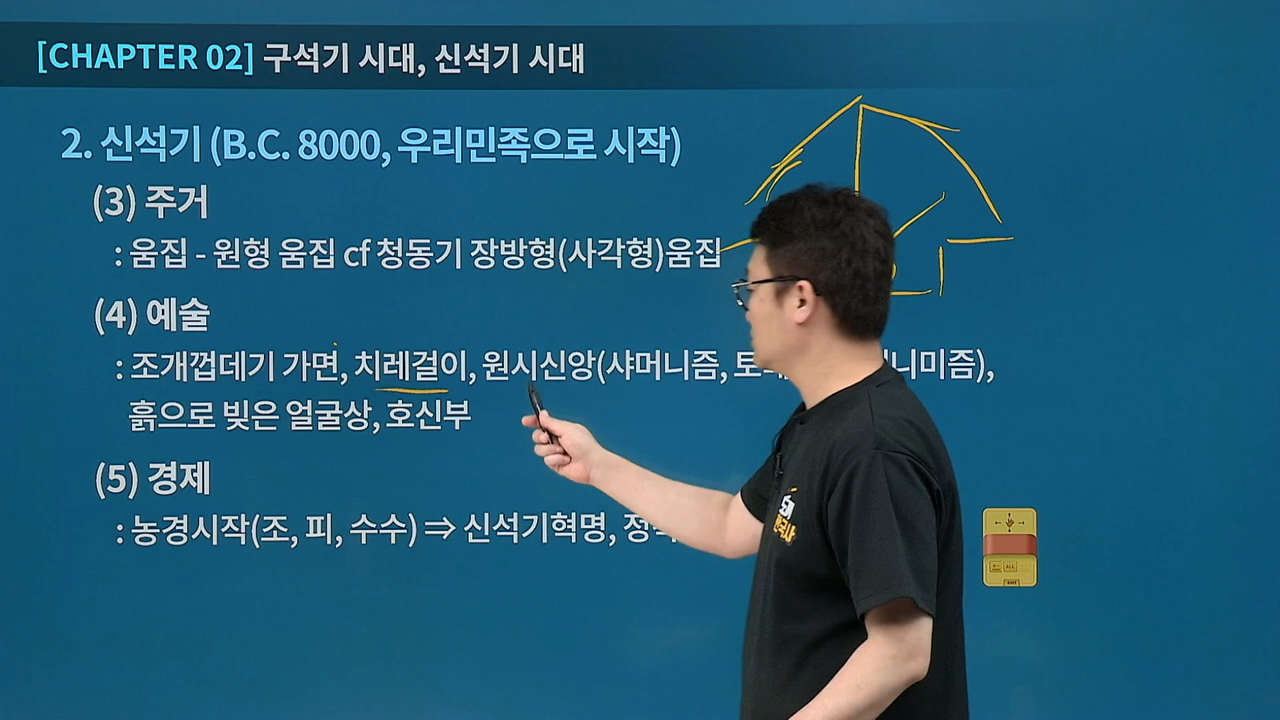 [CHAPTER 02] 구석기 시대, 신석기 시대
2. 신석기 (B.C. 8000, 우리민족으로 시작)
(3) 주거
: 움집 - 원형 움집 cf 청동기 장방형(사각형)움집
(4) 예술
: 조개껍데기 가면, 치레걸이, 원시신앙(샤머니즘,
흙으로 빚은 얼굴상, 호신부
(5) 경제
: 농경시작(조, 피, 수수) ⇒ 신석기혁명,
ALL